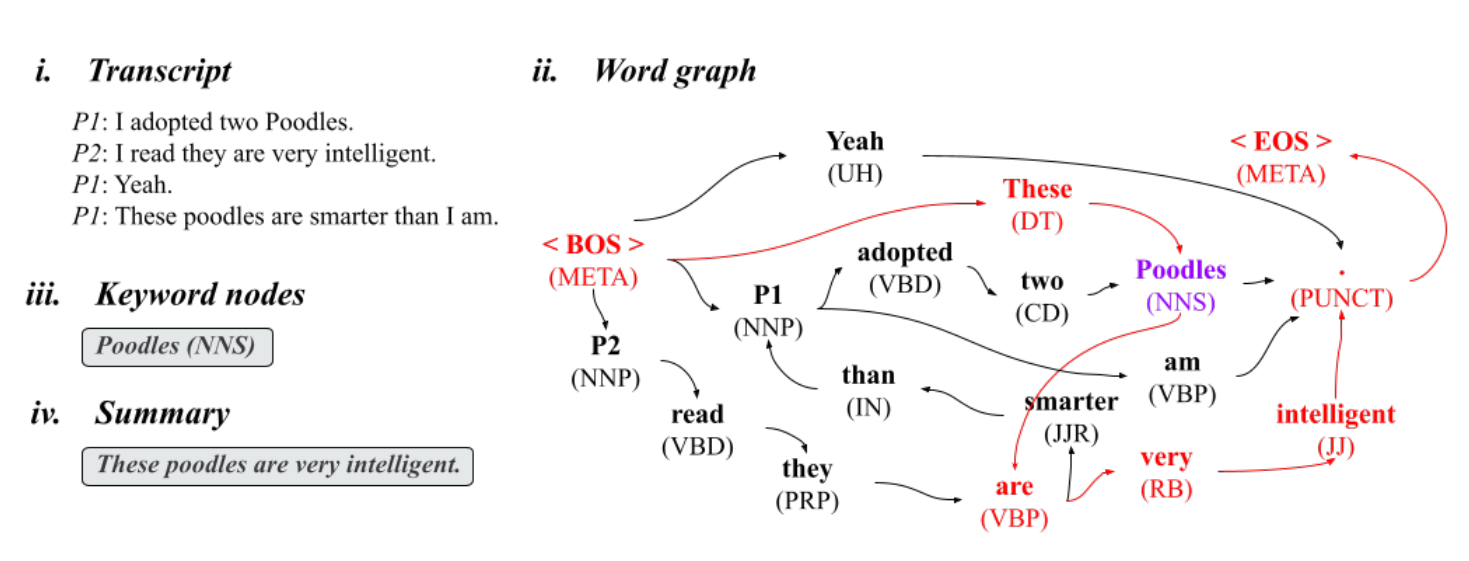 i. Transcript
P1: I adopted two Poodles.
P2: I read they are very intelligent.
P1: Yeah.
P1: These poodles are smarter than I am.
iii. Keyword nodes
Poodles (NNS)
iv. Summary
These poodles are very intelligent.
ii. Word graph
Yeah
(UH)
< EOS >
(META)
These
(DT)
< BOS >
(META)
adopted
(VBD)
two
(CD)
Poodles
(NNS)
.
(PUNCT)
P1
(NNP)
P2
(NNP)
than
(IN)
am
(VBP)
smarter
(JJR)
intelligent
(JJ)
read
(VBD)
they
(PRP)
are
(VBP)
very
(RB)